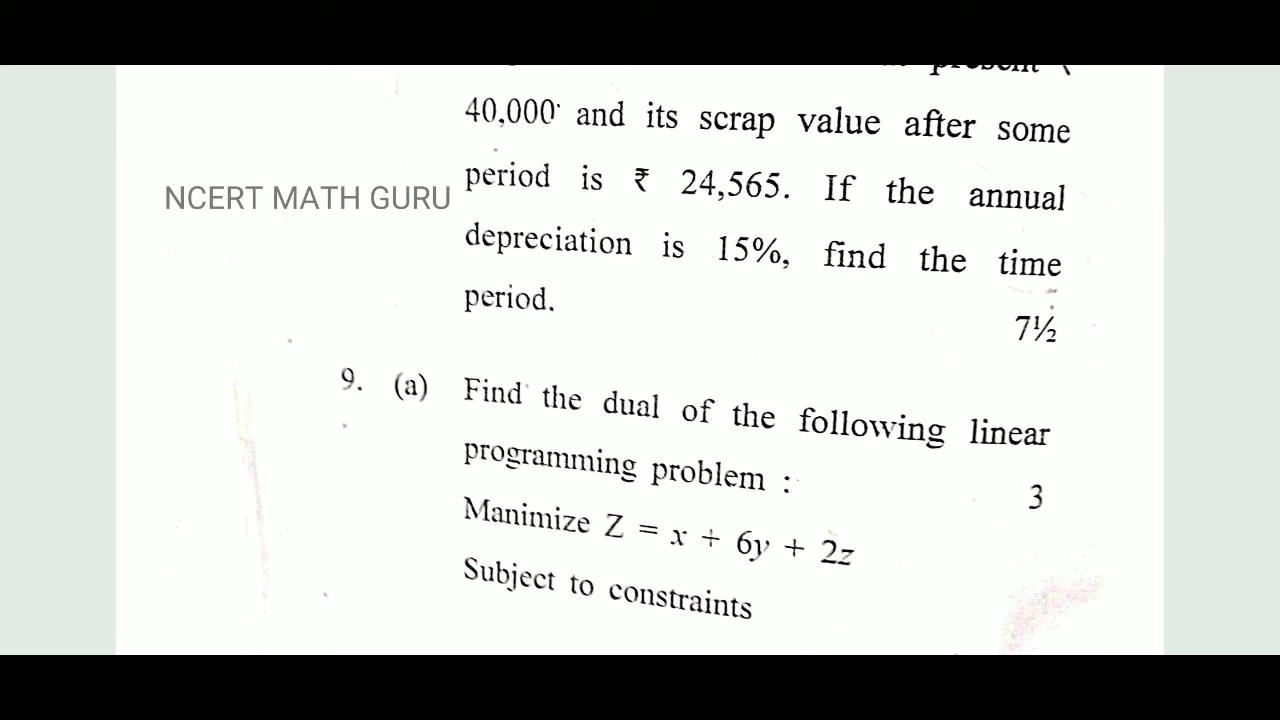 present ₹
40,000 and its scrap value after some
NCERT MATH GURU
period is ₹ 24,565. If the annual
depreciation is 15%, find the time
period.
7½
9. (a) Find the dual of the following linear
programming problem :
3
Manimize Z = x + 6y + 2z
Subject to constraints